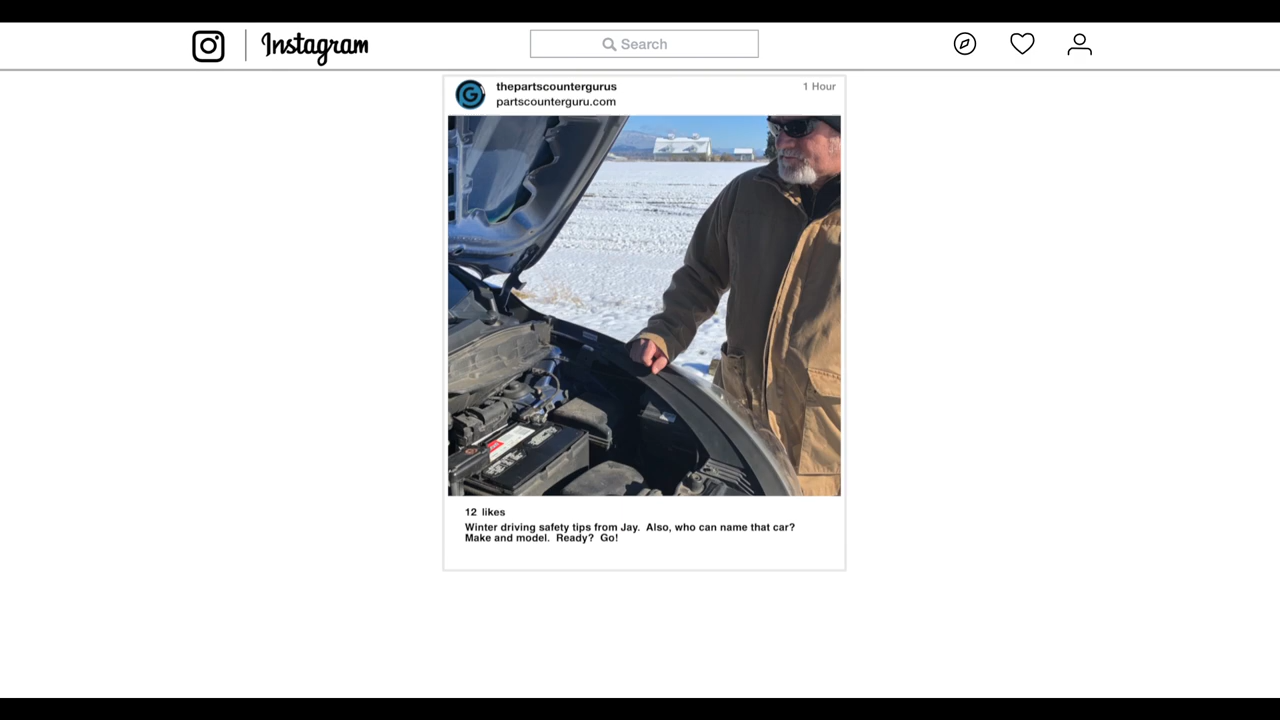 Instagram
Search
thepartscountergurus
1 Hour
partscounterguru.com
12 likes
Winter driving safety tips from Jay. Also, who can name that car?
Make and model. Ready? Go!